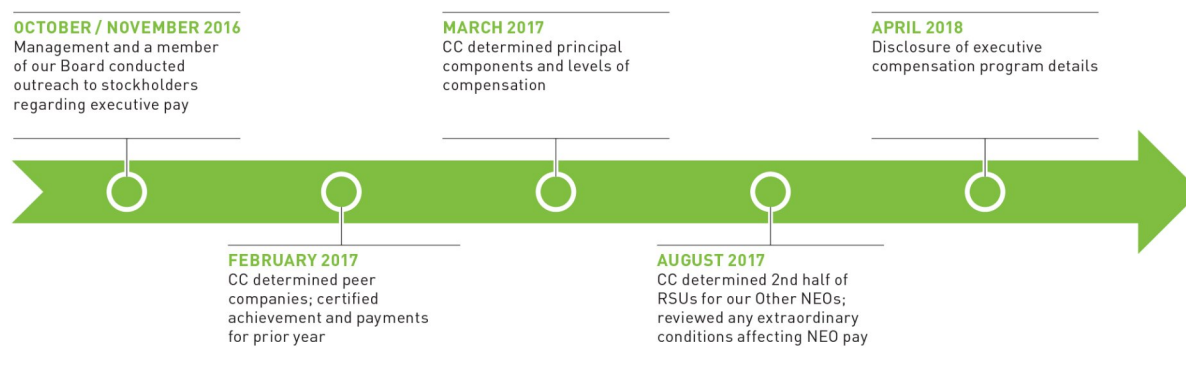 OCTOBER / NOVEMBER 2016
Management and a member
of our Board conducted
outreach to stockholders
regarding executive pay
FEBRUARY 2017
CC determined peer
companies; certified
achievement and payments
for prior year
MARCH 2017
CC determined principal
components and levels of
compensation
AUGUST 2017
CC determined 2nd half of
RSUs for our Other NEOs;
reviewed any extraordinary
conditions affecting NEO pay
APRIL 2018
Disclosure of executive
compensation program details